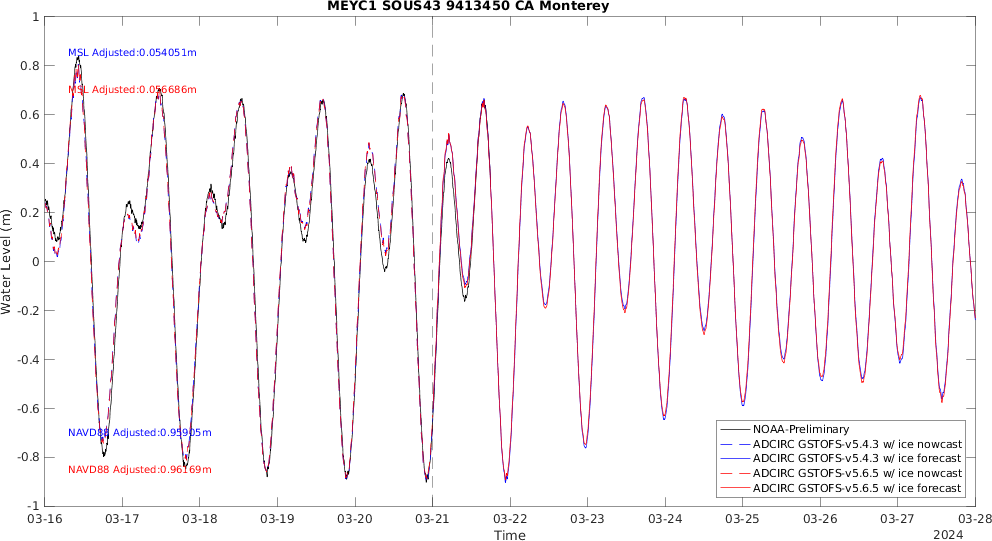 MEYC1 SOUS43 9413450 CA Monterey
1
0.8
0.6
0.4
0.2
0
-0.2
-0.4
-0.6
-0.8
-1
Water Level (m)
MSL Adjusted:0.054051m
MSL Adjusted:0.056686m
NAVD88 Adjusted:0.95905m
NAVD88 Adjusted:0.96169m
NOAA-Preliminary
ADCIRC GSTOFS-v5.4.3 w/ ice nowcast
ADCIRC GSTOFS-v5.4.3 w/ ice forecast
ADCIRC GSTOFS-v5.6.5 w/ ice nowcast
ADCIRC GSTOFS-v5.6.5 w/ ice forecast
03-16 03-17 03-18 03-19 03-20 03-21 03-22 03-23 03-24 03-25 03-26 03-27 03-28
Time
2024